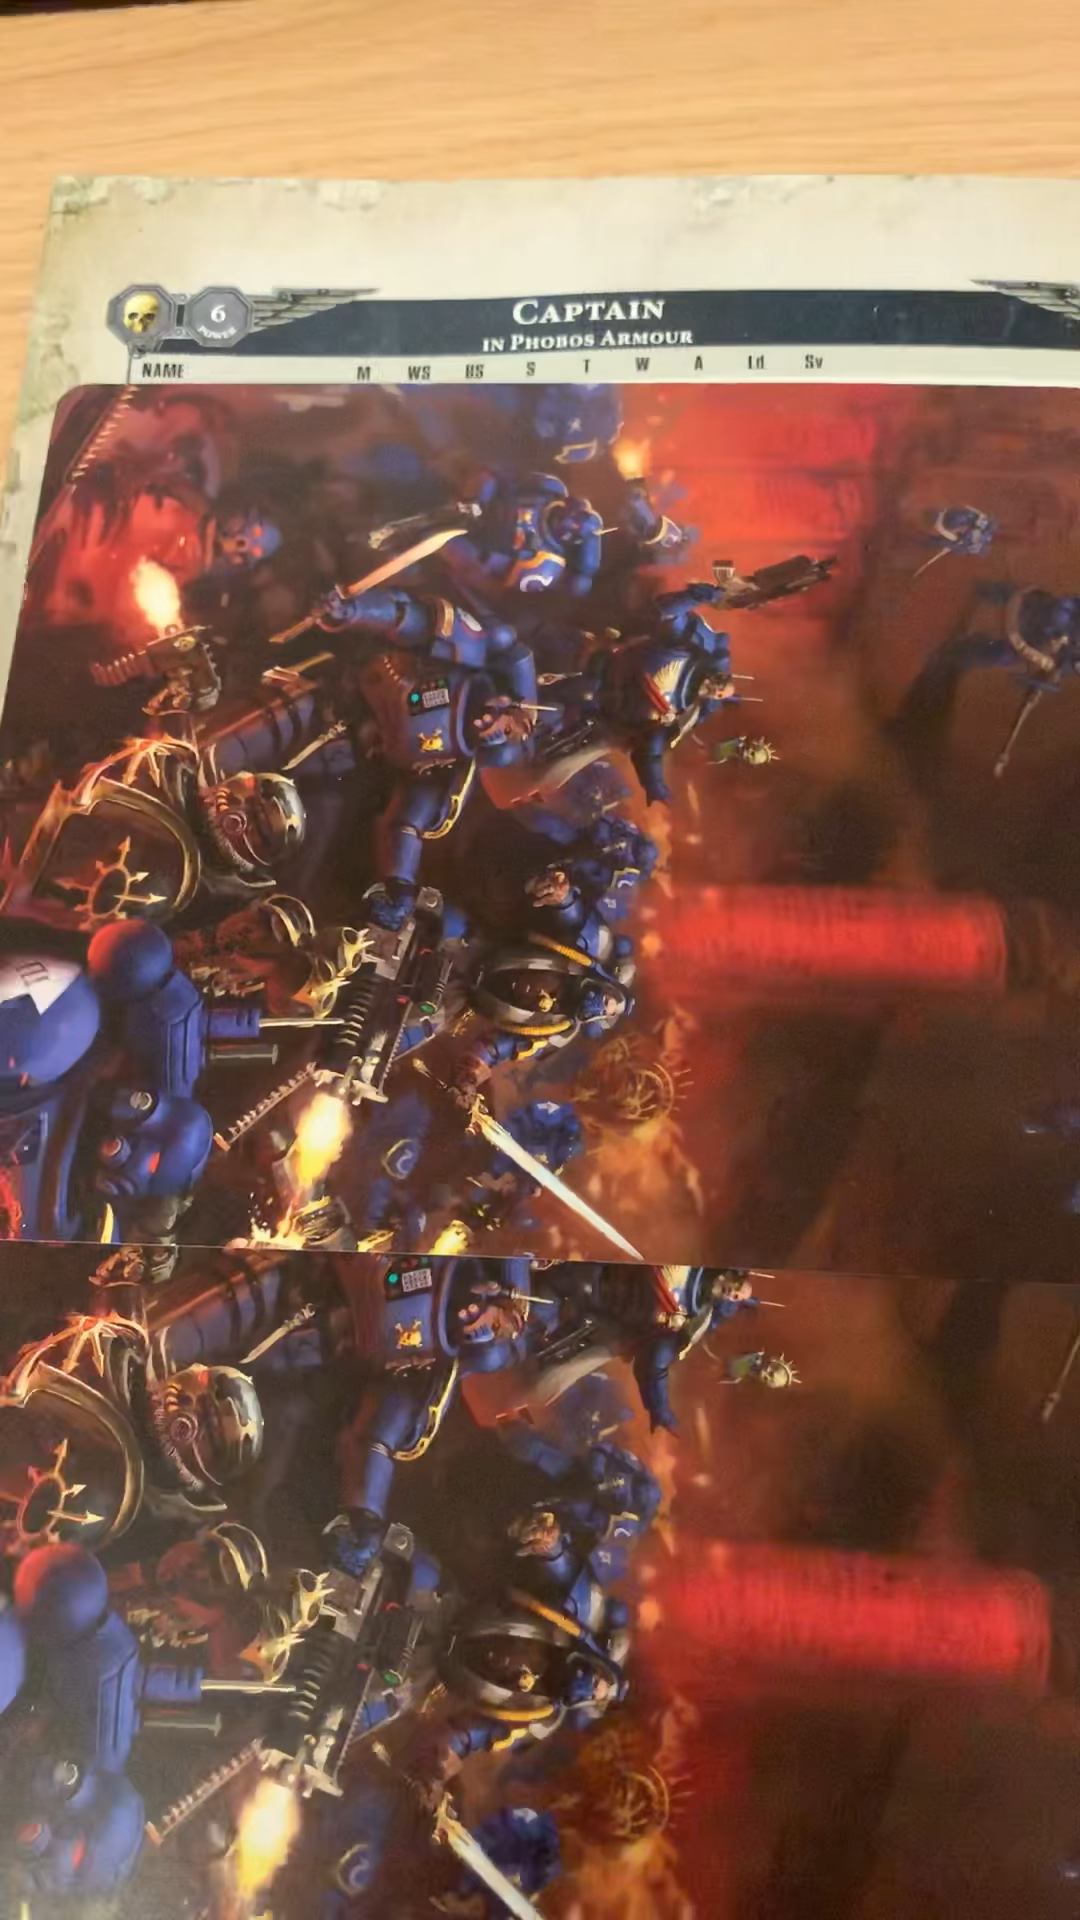 6
POWER
CAPTAIN
IN PHOBOS ARMOUR
NAME M WS BS S T W A Ld Sv